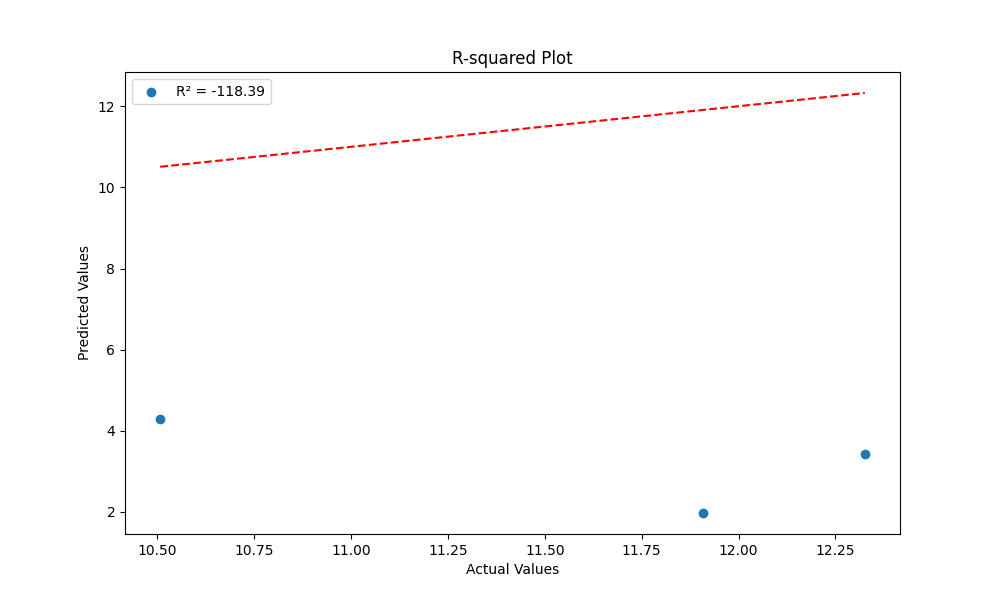 R-squared Plot
R² = -118.39
12
10
8
6
4
2
Predicted Values
10.50 10.75 11.00 11.25 11.50 11.75 12.00 12.25
Actual Values